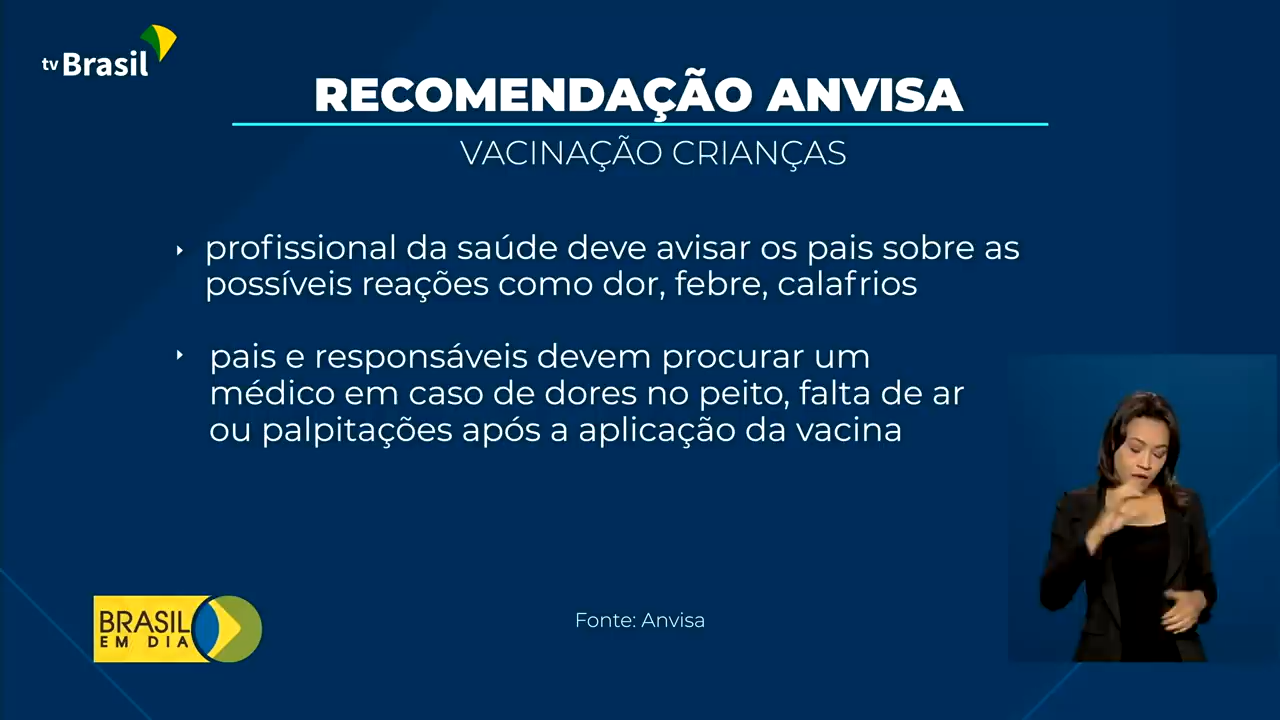 tv Brasil
RECOMENDAÇÃO ANVISA
VACINAÇÃO CRIANÇAS
profissional da saúde deve avisar os pais sobre as
possíveis reações como dor, febre, calafrios
pais e responsáveis devem procurar um
médico em caso de dores no peito, falta de ar
ou palpitações após a aplicação da vacina
Fonte: Anvisa
BRASIL
EM DIA